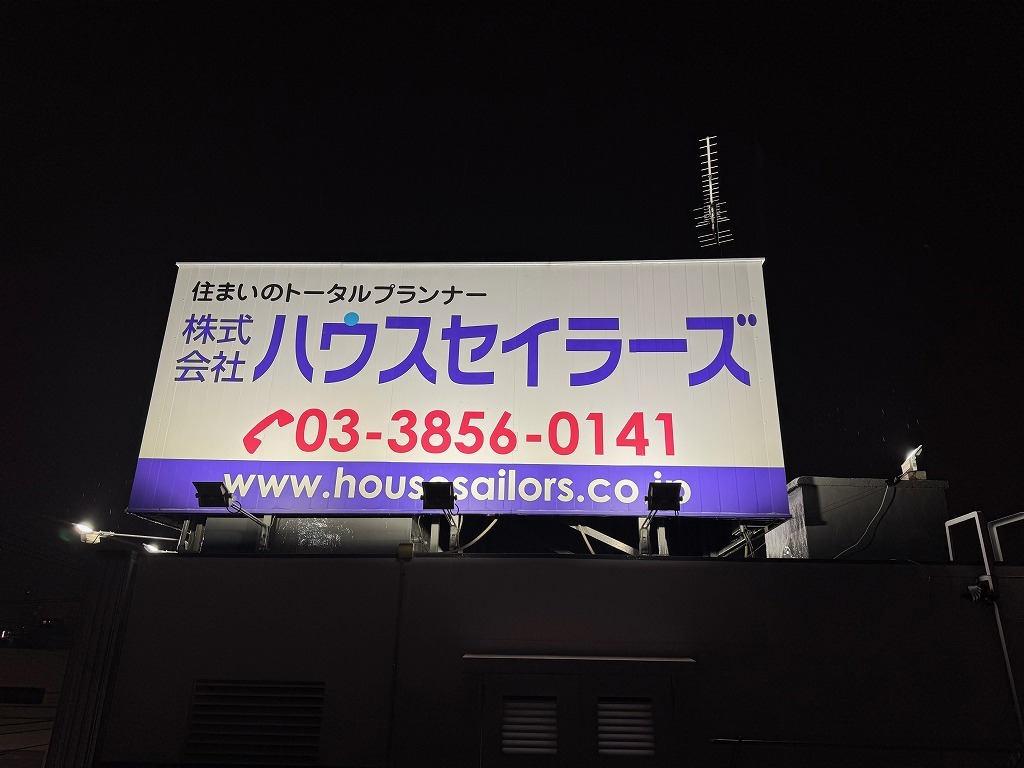 住まいのトータルプランナー
株式会社 ハウスセイラーズ
03-3856-0141
www.housesailors.co.jp